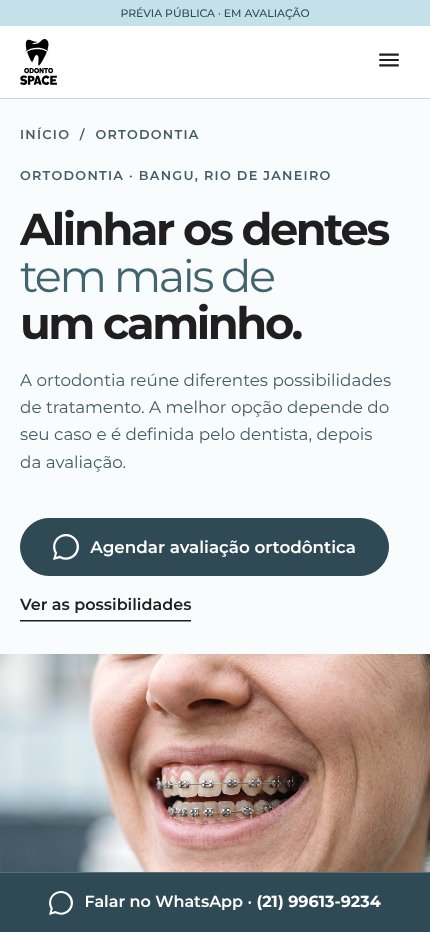 PRÉVIA PÚBLICA · EM AVALIAÇÃO
ODONTO
SPACE
INÍCIO / ORTODONTIA
ORTODONTIA · BANGU, RIO DE JANEIRO
Alinhar os dentes
tem mais de
um caminho.
A ortodontia reúne diferentes possibilidades
de tratamento. A melhor opção depende do
seu caso e é definida pelo dentista, depois
da avaliação.
Agendar avaliação ortodôntica
Ver as possibilidades
Falar no WhatsApp · (21) 99613-9234